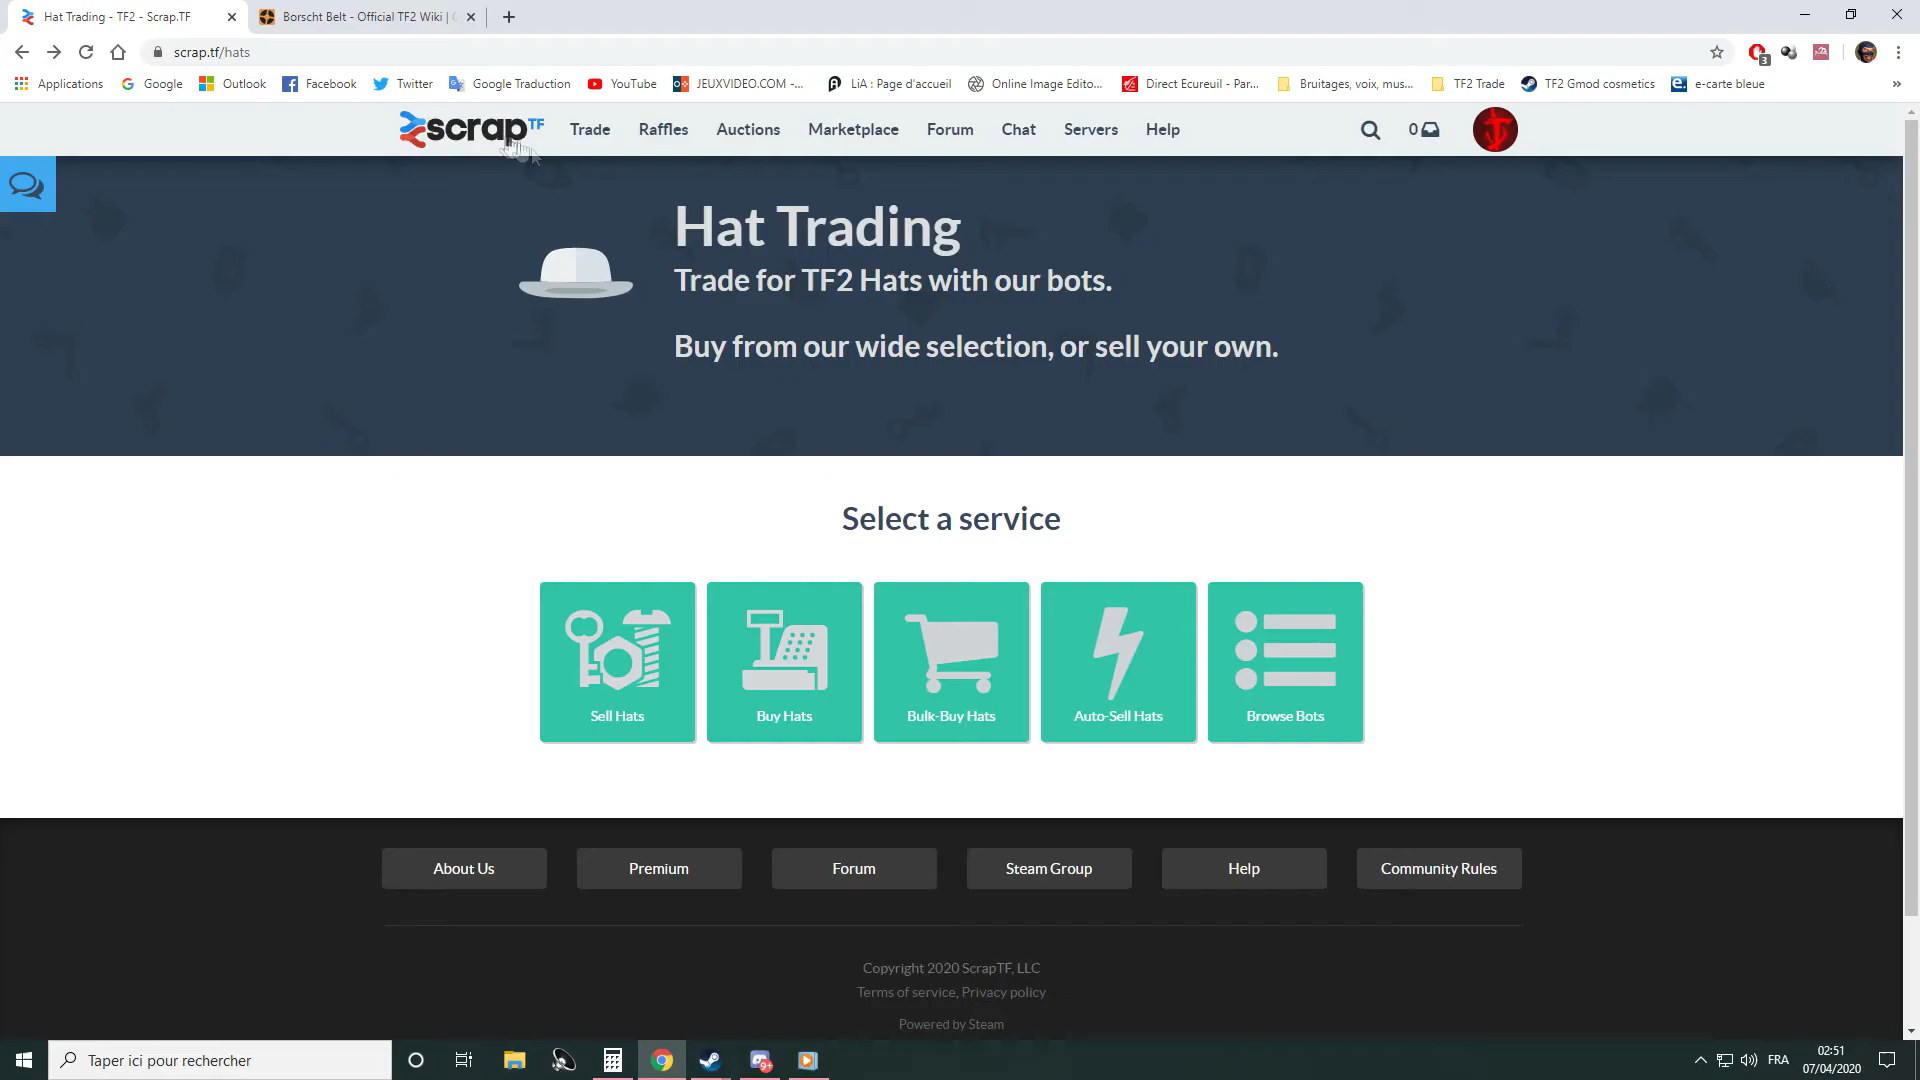 Hat Trading - TF2 - Scrap.TF
Borscht Belt - Official TF2 Wiki |
scrap.tf/hats
3
Applications
Google
Outlook
Facebook
Twitter
Google Traduction
YouTube
JEUXVIDEO.COM -...
LiA : Page d'accueil
Online Image Edito...
Direct Ecureuil - Par...
Bruitages, voix, mus...
TF2 Trade
TF2 Gmod cosmetics
e-carte bleue
»
scrap TF
Trade
Raffles
Auctions
Marketplace
Forum
Chat
Servers
Help
0
Hat Trading
Trade for TF2 Hats with our bots.
Buy from our wide selection, or sell your own.
Select a service
Sell Hats
Buy Hats
Bulk-Buy Hats
Auto-Sell Hats
Browse Bots
About Us
Premium
Forum
Steam Group
Help
Community Rules
Copyright 2020 ScrapTF, LLC
Terms of service, Privacy policy
Powered by Steam
Taper ici pour rechercher
9+
FRA
02:51
07/04/2020